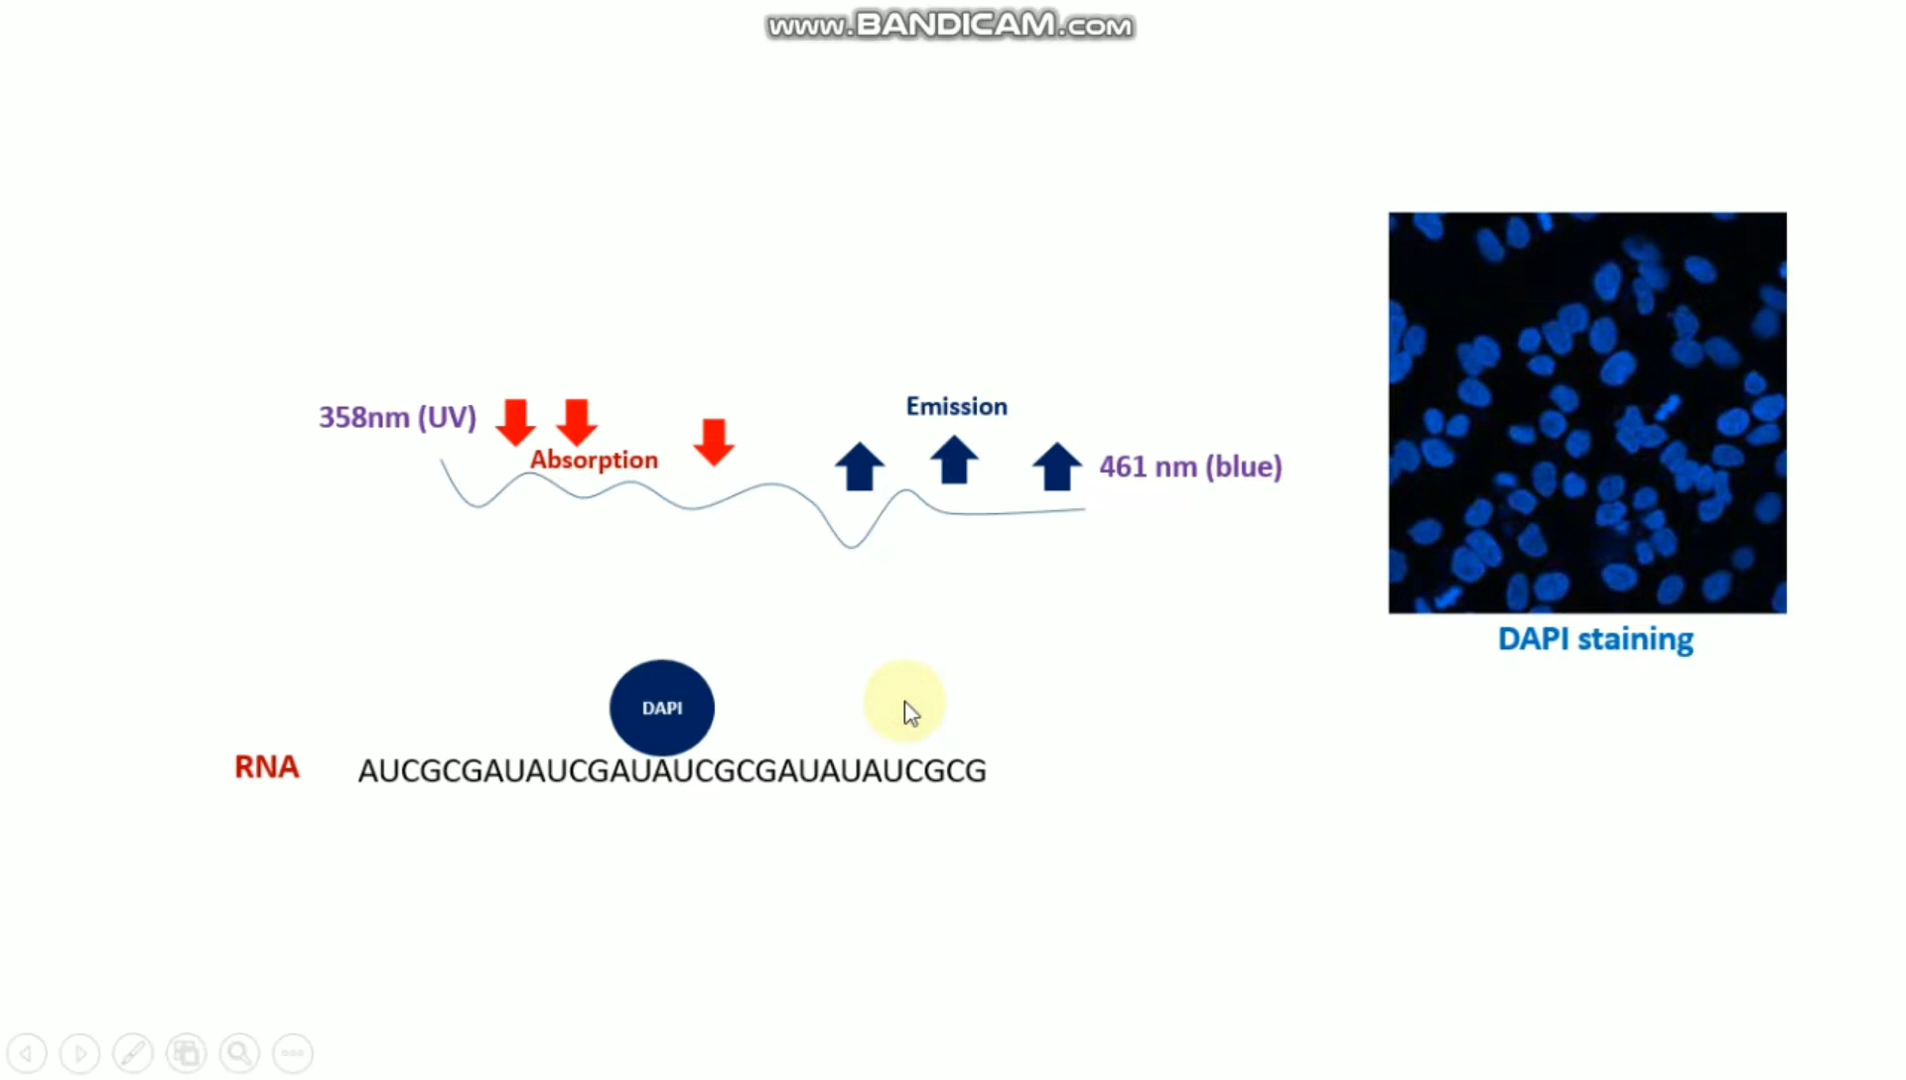 www.BANDICAM.com
Emission
358nm (UV)
Absorption
461 nm (blue)
DAPI staining
DAPI
RNA
AUCGCGAUAUCGAUAUCGCGAUAUAUCGCG